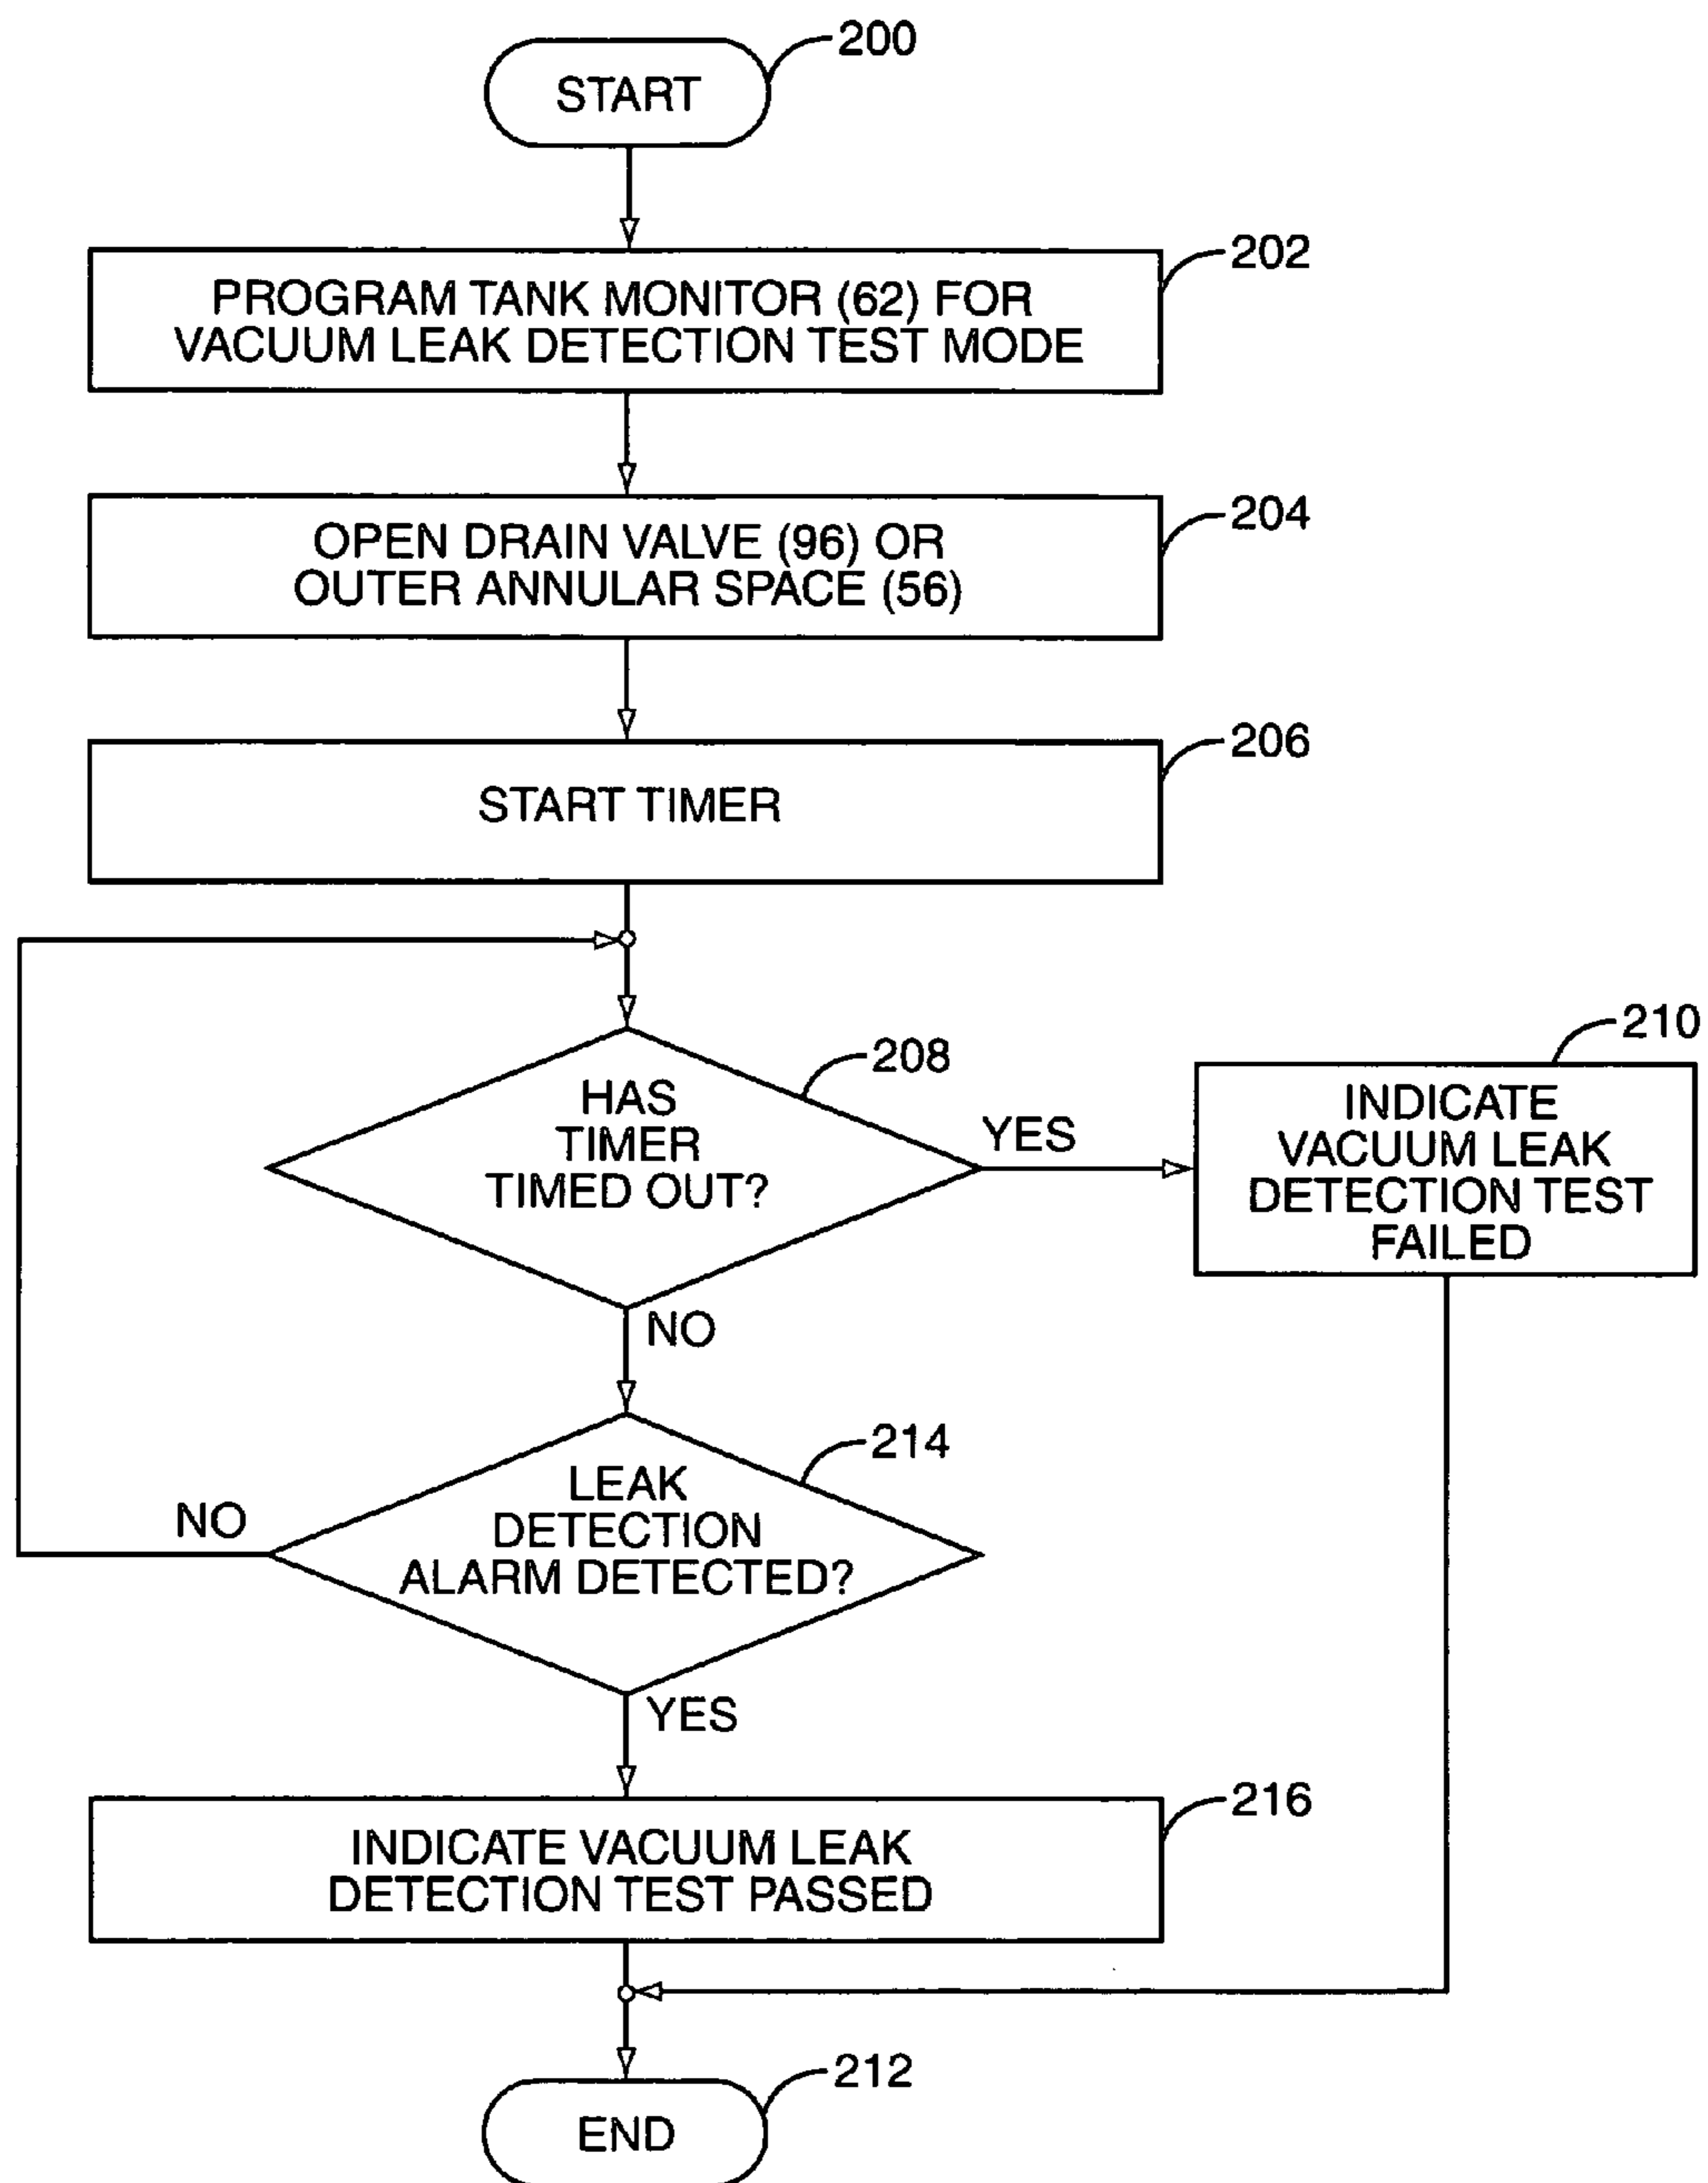 200
START
202
PROGRAM TANK MONITOR (62) FOR
VACUUM LEAK DETECTION TEST MODE
204
OPEN DRAIN VALVE (96) OR
OUTER ANNULAR SPACE (56)
206
START TIMER
208
HAS
TIMER
TIMED OUT?
YES
210
INDICATE
VACUUM LEAK
DETECTION TEST
FAILED
NO
214
LEAK
DETECTION
ALARM DETECTED?
NO
YES
216
INDICATE VACUUM LEAK
DETECTION TEST PASSED
212
END